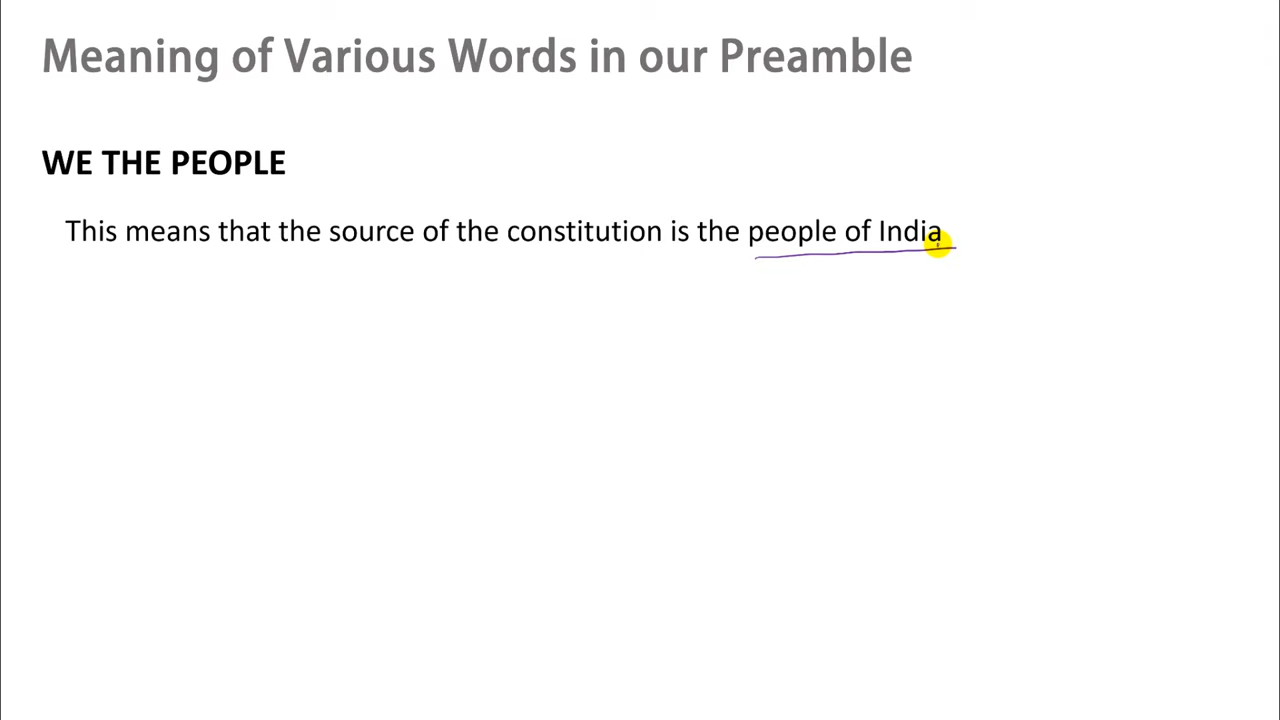 Meaning of Various Words in our Preamble
WE THE PEOPLE
This means that the source of the constitution is the people of India